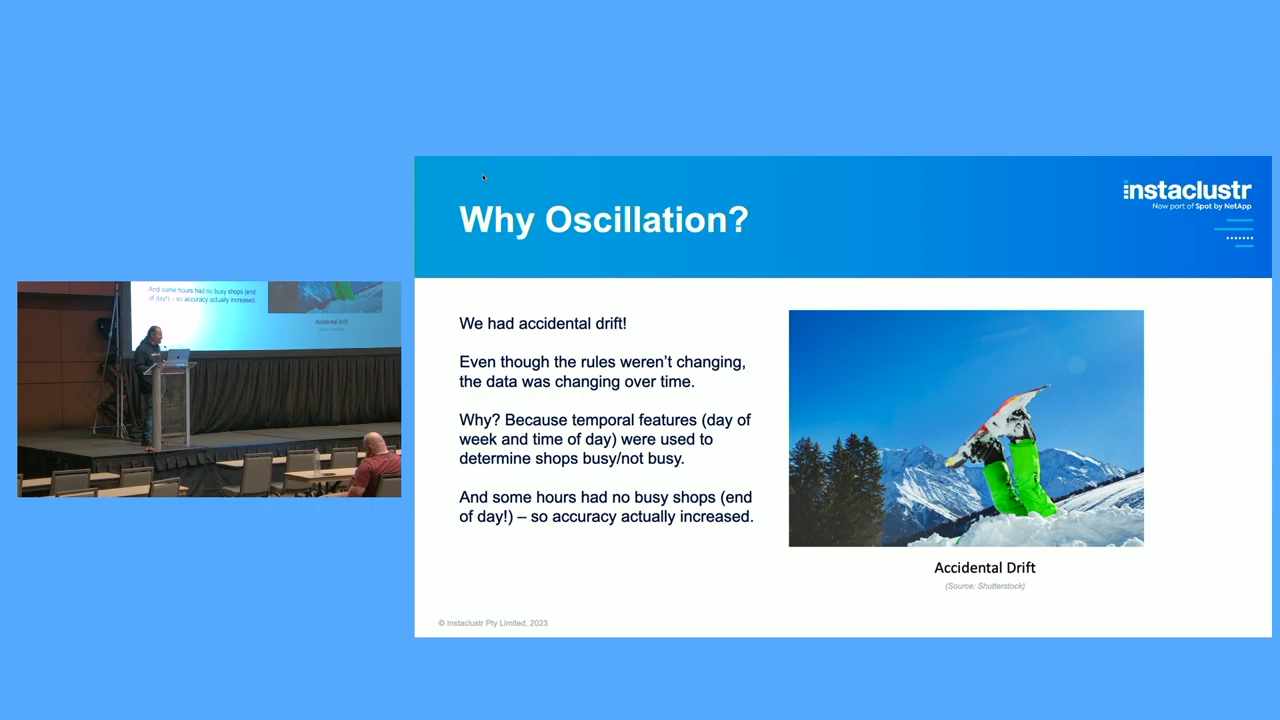 Why Oscillation?
instaclustr
Now part of Spot by NetApp
We had accidental drift!
Even though the rules weren't changing,
the data was changing over time.
Why? Because temporal features (day of
week and time of day) were used to
determine shops busy/not busy.
And some hours had no busy shops (end
of day!) – so accuracy actually increased.
Accidental Drift
(Source: Shutterstock)
© Instaclustr Pty Limited, 2023
And some hours had no busy shops (end
of day!) – so accuracy actually increased.
Accidental Drift